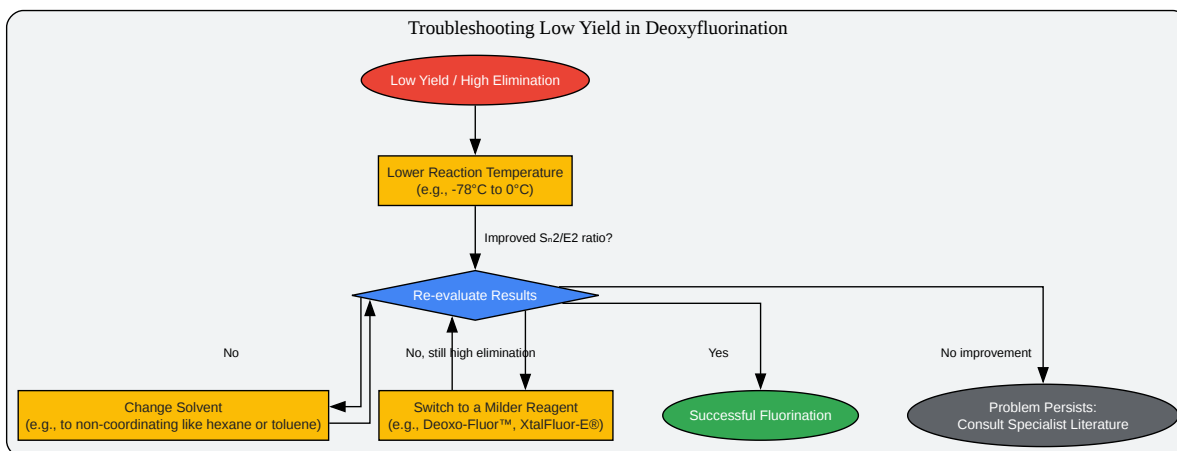 Troubleshooting Low Yield in Deoxyfluorination
Low Yield / High Elimination
Lower Reaction Temperature
(e.g., -78°C to 0°C)
Improved Sₙ2/E2 ratio?
Re-evaluate Results
No
No, still high elimination
Yes
No improvement
Change Solvent
(e.g., to non-coordinating like hexane or toluene)
Switch to a Milder Reagent
(e.g., Deoxo-Fluor™, XtalFluor-E®)
Successful Fluorination
Problem Persists:
Consult Specialist Literature